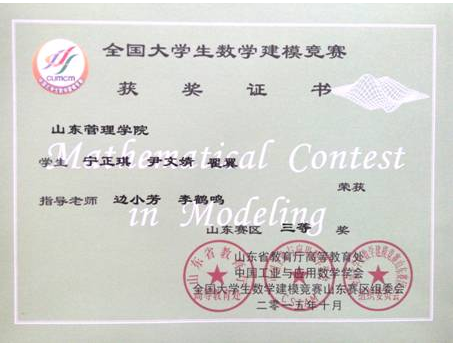 CUMCM
全国大学生数学建模竞赛
获奖证书
山东管理学院
Mathematical Contest
学生 宁正琪 尹文婧 翟翼
荣获
指导老师 边小芳 李鹤鸣
in Modeling
山东赛区 三等 奖
山东省教育厅高等教育处
中国工业与应用数学学会
全国大学生数学建模竞赛山东赛区组委会
二〇一五年十月